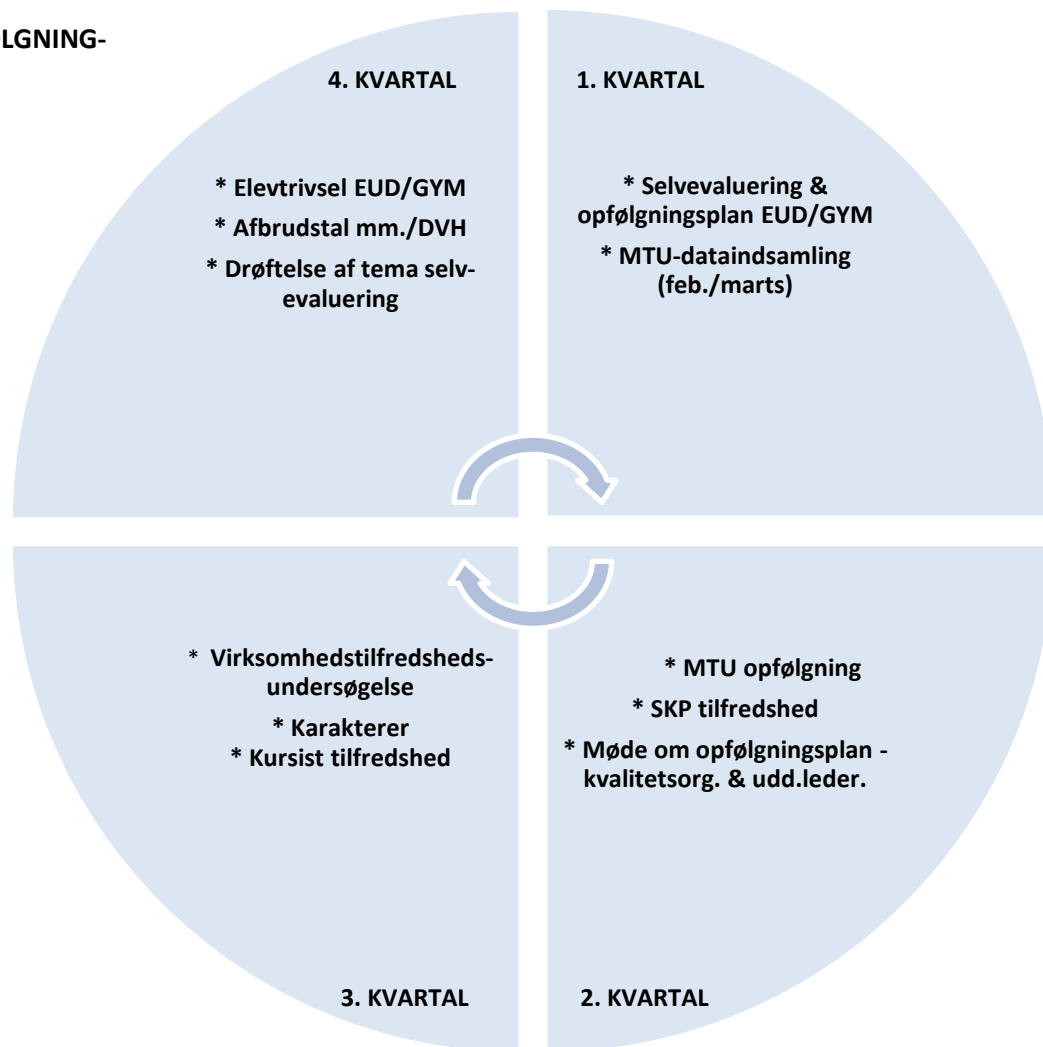 LGNING-
4. KVARTAL
* Elevtrivsel EUD/GYM
* Afbrudstal mm./DVH
* Drøftelse af tema selv-
evaluering
1. KVARTAL
* Selvevaluering &
opfølgningsplan EUD/GYM
* MTU-dataindsamling
(feb./marts)
* Virksomhedstilfredsheds-
undersøgelse
* Karakterer
* Kursist tilfredshed
3. KVARTAL
* MTU opfølgning
* SKP tilfredshed
* Møde om opfølgningsplan -
kvalitetsorg. & udd.leder.
2. KVARTAL